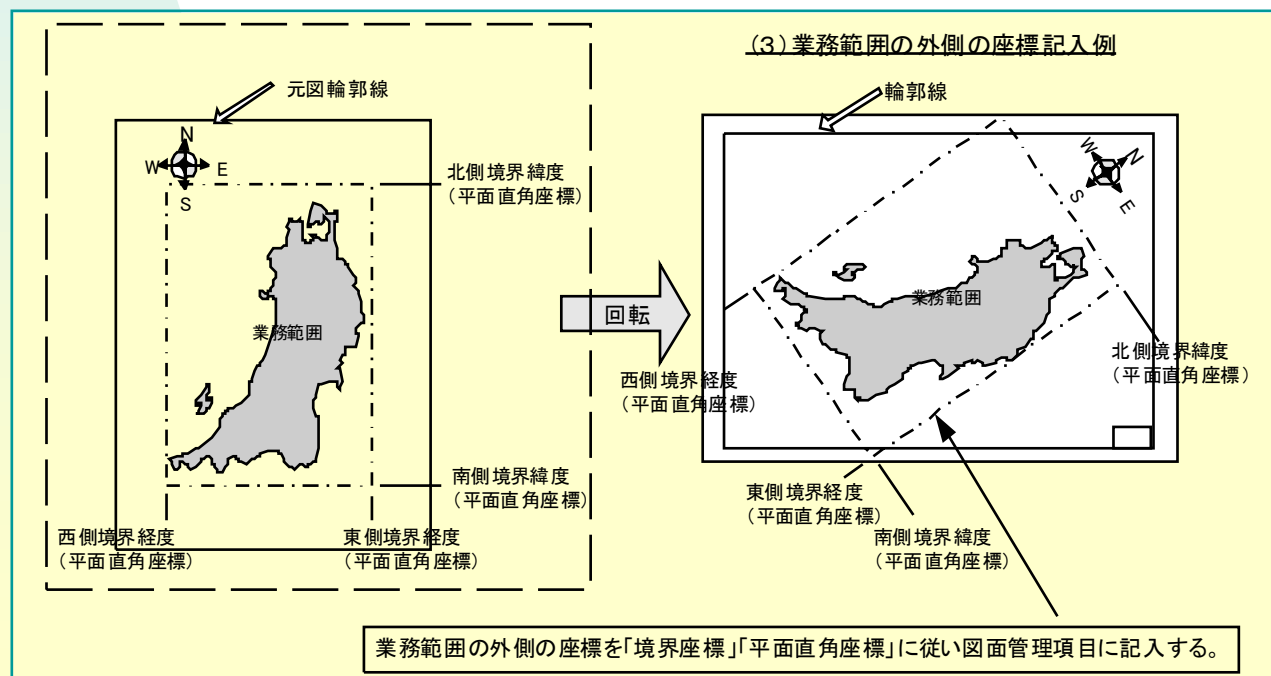 (3)業務範囲の外側の座標記入例
元図輪郭線
N
W
E
S
北側境界緯度
(平面直角座標)
業務範囲
南側境界緯度
(平面直角座標)
西側境界経度
(平面直角座標)
東側境界経度
(平面直角座標)
回転
輪郭線
W
N
S
E
業務範囲
北側境界緯度
(平面直角座標)
西側境界経度
(平面直角座標)
東側境界経度
(平面直角座標)
南側境界緯度
(平面直角座標)
業務範囲の外側の座標を「境界座標」「平面直角座標」に従い図面管理項目に記入する。